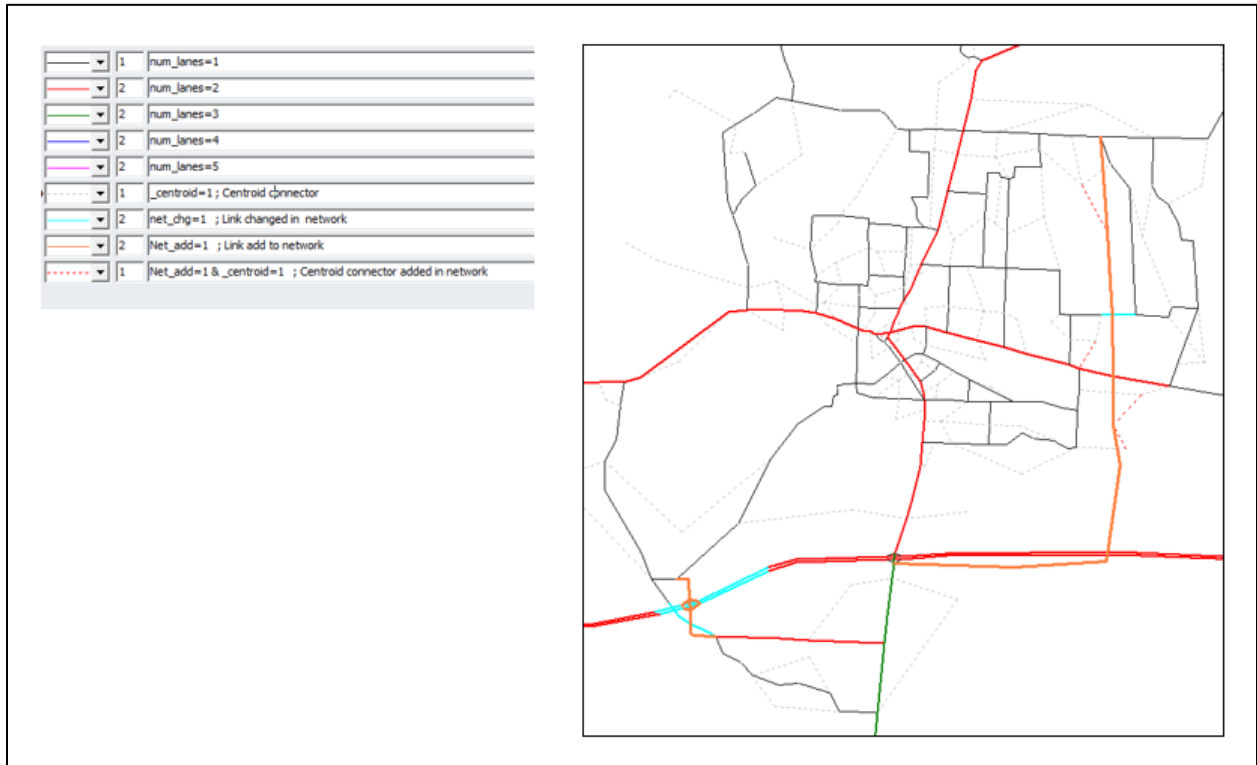 1 num_lanes=1
2 num_lanes=2
2 num_lanes=3
2 num_lanes=4
2 num_lanes=5
1 _centroid=1 ; Centroid connector
2 net_chg=1 ; Link changed in network
2 Net_add=1 ; Link add to network
1 Net_add=1 & _centroid=1 ; Centroid connector added in network